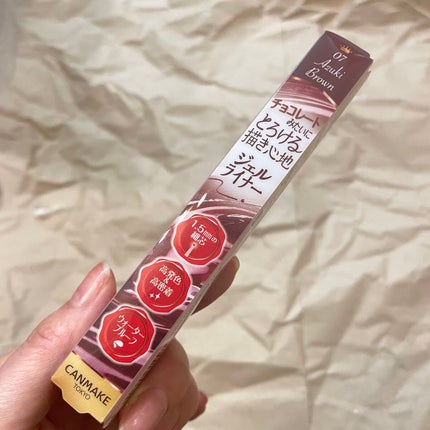 07
Azuki
Brown
チョコレート
みたいに
とろける
描き心地
ジェル
ライナー
1.5mmの
細芯
高発色
&
高密着
ウォーター
プルーフ
CANMAKE
TOKYO